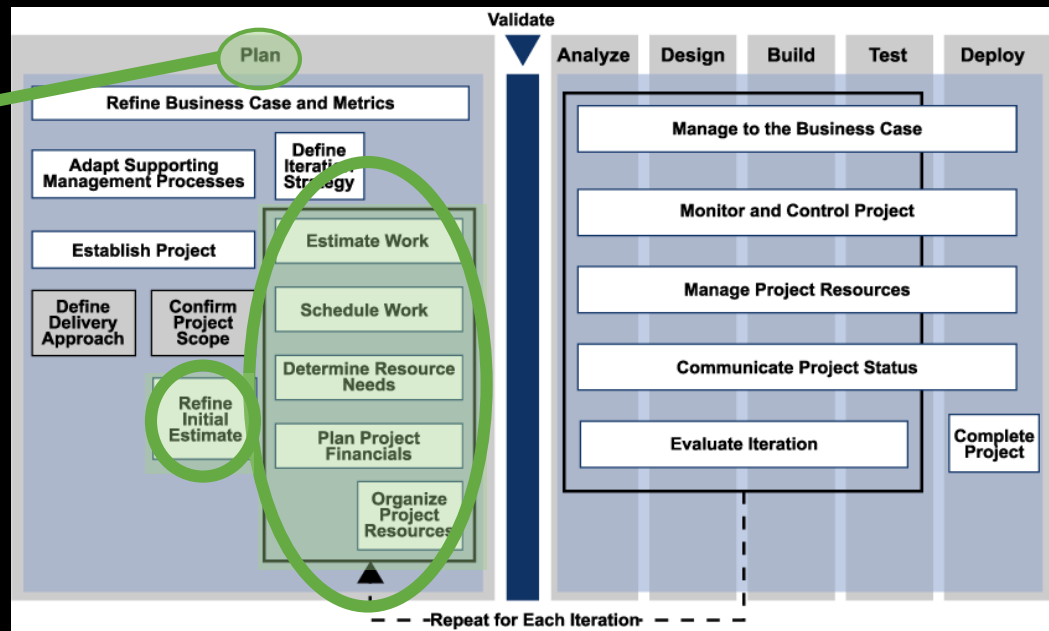 Validate
Plan
Analyze
Design
Build
Test
Deploy
Refine Business Case and Metrics
Adapt Supporting
Management Processes
Define
Iteration
Strategy
Establish Project
Estimate Work
Define
Delivery
Approach
Confirm
Project
Scope
Schedule Work
Refine
Initial
Estimate
Determine Resource
Needs
Plan Project
Financials
Organize
Project
Resources
Manage to the Business Case
Monitor and Control Project
Manage Project Resources
Communicate Project Status
Evaluate Iteration
Complete
Project
Repeat for Each Iteration